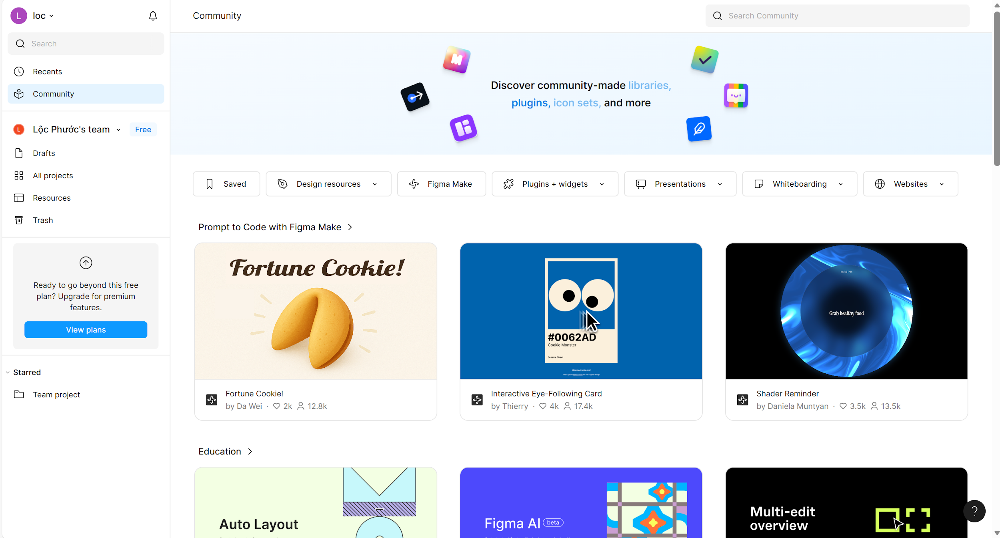 L loc
Search
Recents
Community
L Lộc Phước's team Free
Drafts
All projects
Resources
Trash
Ready to go beyond this free
plan? Upgrade for premium
features.
View plans
Starred
Team project
Community
Search Community
Discover community-made libraries,
plugins, icon sets, and more
Saved
Design resources
Figma Make
Plugins + widgets
Presentations
Whiteboarding
Websites
Prompt to Code with Figma Make
Fortune Cookie!
Fortune Cookie!
by Da Wei · 2k 12.8k
#0062AD
Cookie Monster
Sesame Street
Interactive Eye-Following Card
by Thierry · 4k 17.4k
9:30 PM
Grab healthy food
Shader Reminder
by Daniela Muntyan · 3.5k 13.5k
Education
Auto Layout
Figma AI beta
Multi-edit
overview
?